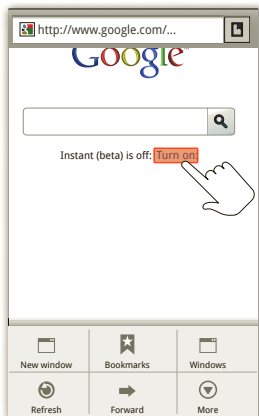 http://www.google.com/...
Google
Instant (beta) is off: Turn on:
New window Bookmarks Windows
Refresh Forward More